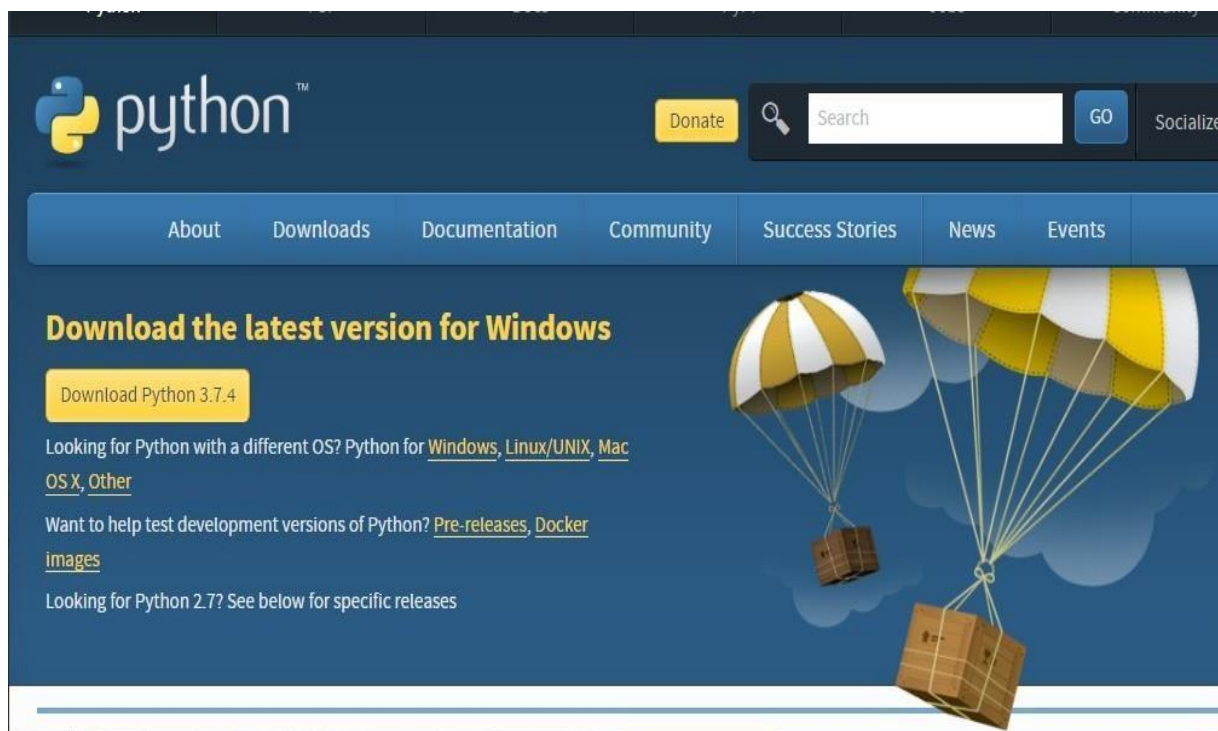 python™
Donate
Search
GO
Socialize
About
Downloads
Documentation
Community
Success Stories
News
Events
Download the latest version for Windows
Download Python 3.7.4
Looking for Python with a different OS? Python for Windows, Linux/UNIX, Mac
OS X, Other
Want to help test development versions of Python? Pre-releases, Docker
images
Looking for Python 2.7? See below for specific releases